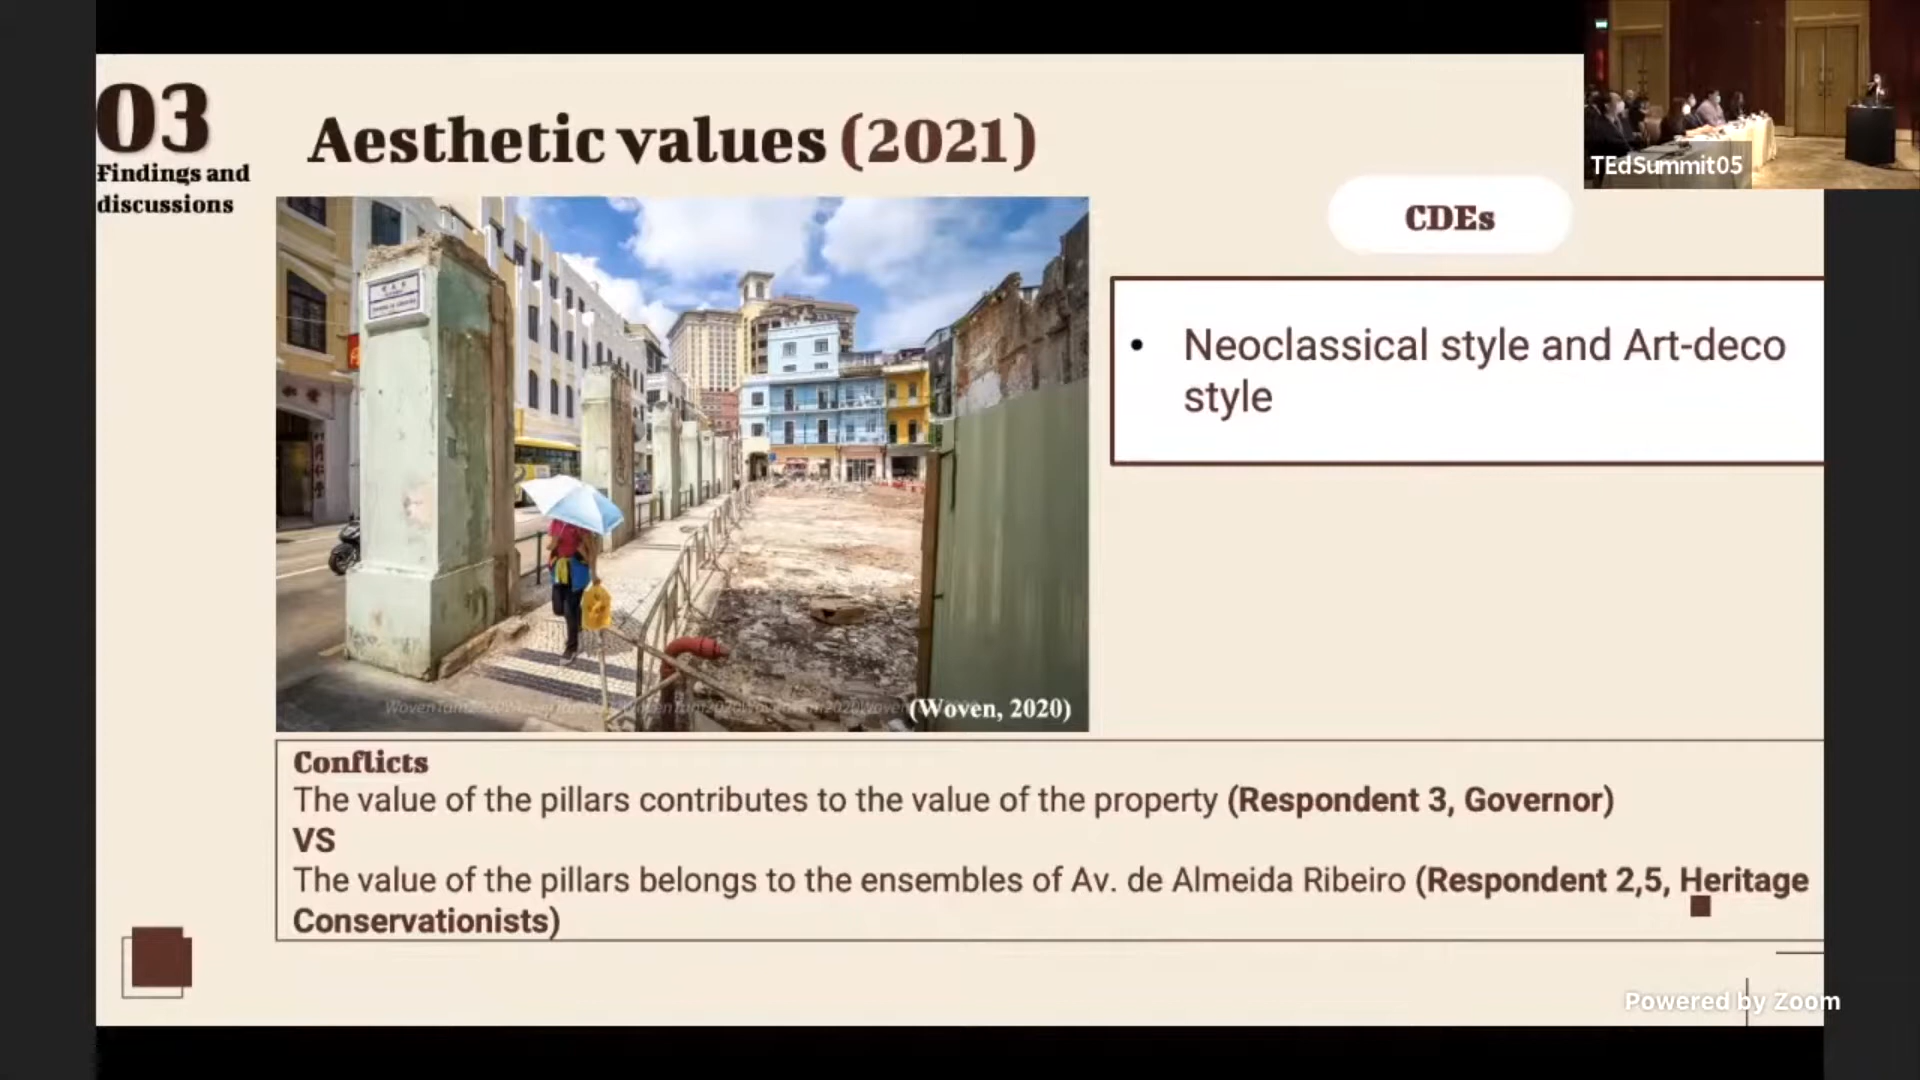 03
Findings and
discussions
Aesthetic values (2021)
TEdSummit05
CDEs
• Neoclassical style and Art-deco
style
(Woven, 2020)
Conflicts
The value of the pillars contributes to the value of the property (Respondent 3, Governor)
VS
The value of the pillars belongs to the ensembles of Av. de Almeida Ribeiro (Respondent 2,5, Heritage
Conservationists)
Powered by Zoom